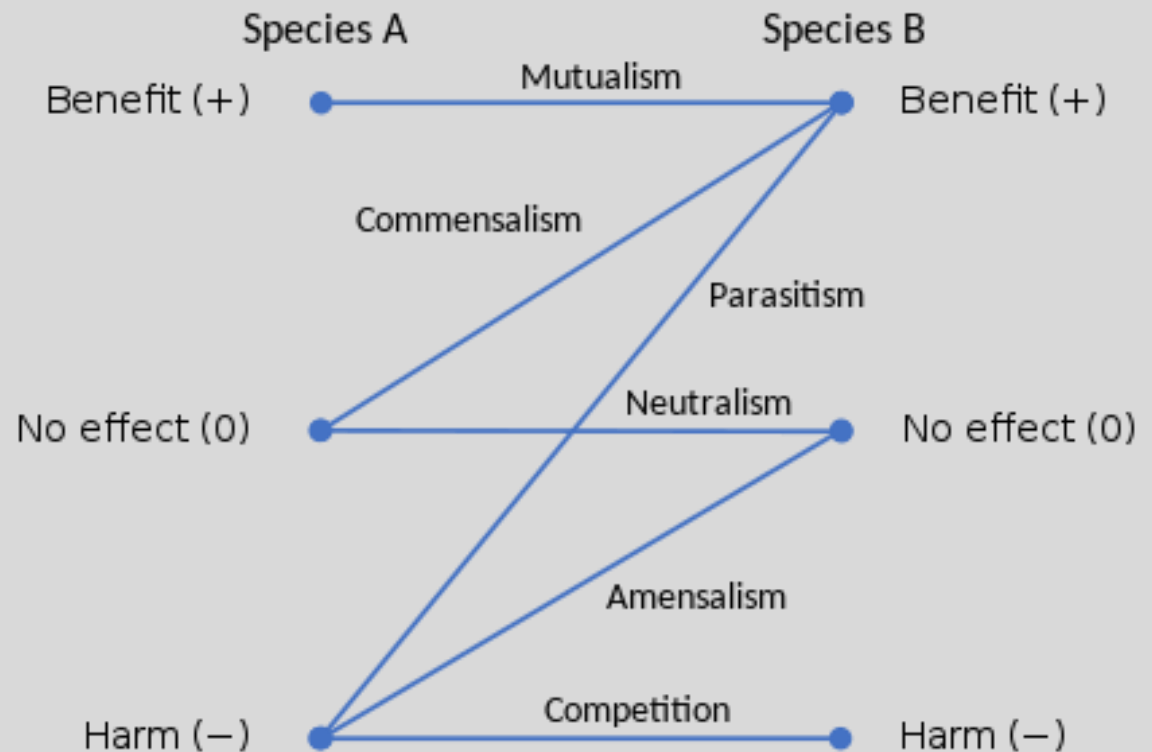 Species A
Species B
Mutualism
Benefit (+)
Benefit (+)
Commensalism
Parasitism
Neutralism
No effect (0)
No effect (0)
Amensalism
Competition
Harm (−)
Harm (−)